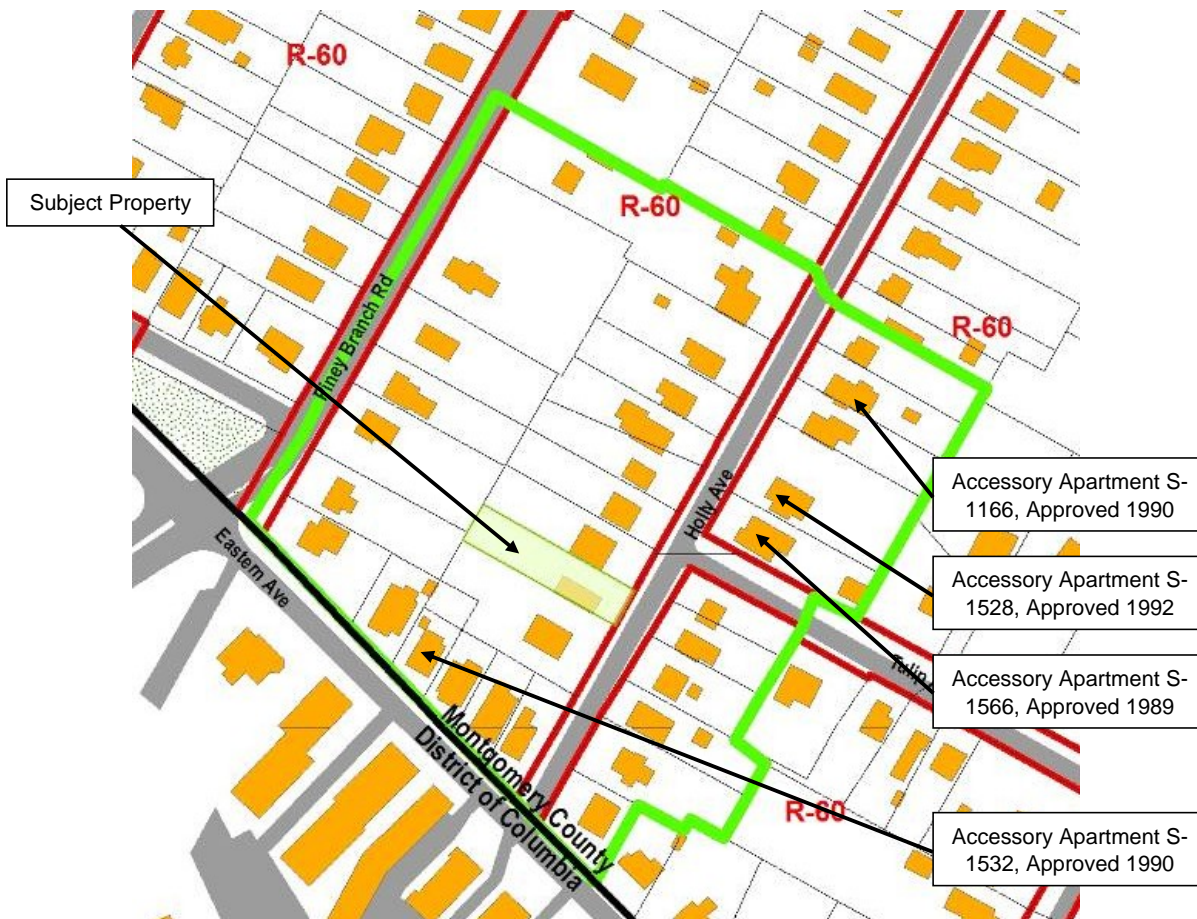 R-60
Subject Property
R-60
Piney Branch Rd
R-60
Holly Ave
Accessory Apartment S-
1166, Approved 1990
Eastern Ave
Accessory Apartment S-
1528, Approved 1992
Tulip
Accessory Apartment S-
1566, Approved 1989
Montgomery County
District of Columbia
R-60
Accessory Apartment S-
1532, Approved 1990